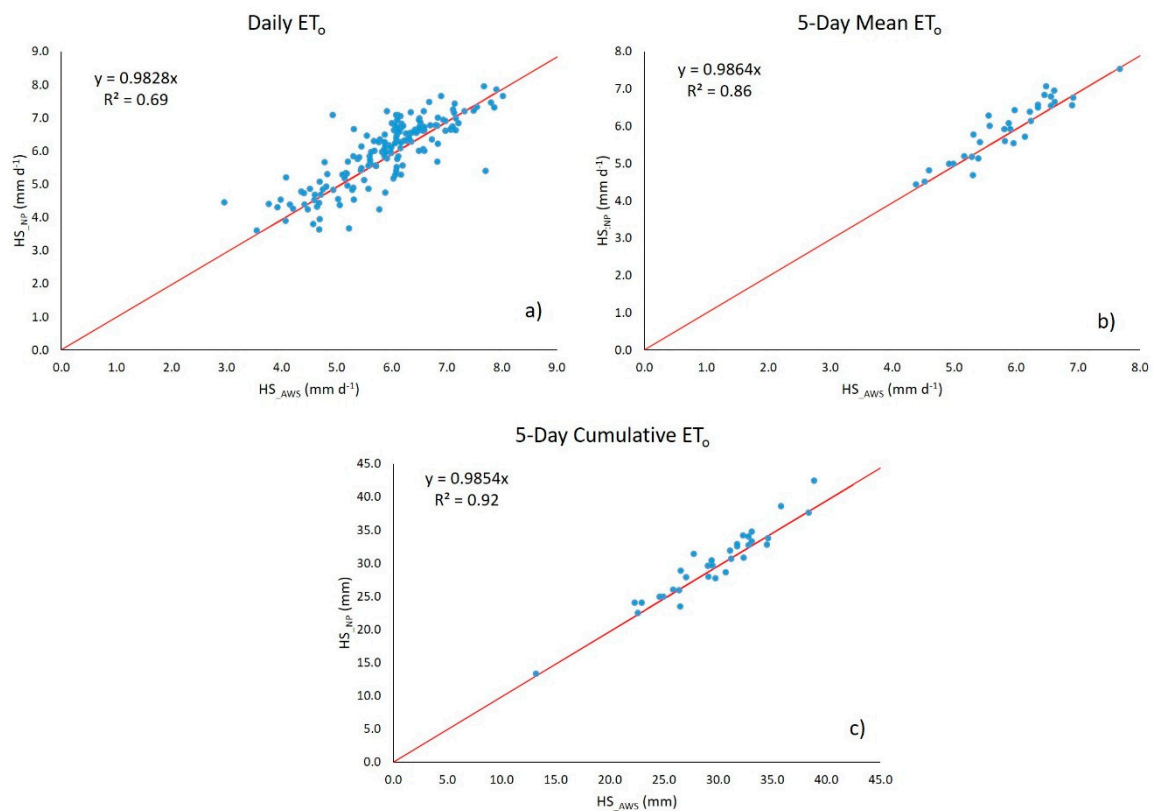 Daily ETₒ
y = 0.9828x
R² = 0.69
9.0
8.0
7.0
6.0
5.0
4.0
3.0
2.0
1.0
0.0
HS_NP (mm d⁻¹)
a)
0.0 1.0 2.0 3.0 4.0 5.0 6.0 7.0 8.0 9.0
HS_AWS (mm d⁻¹)
5-Day Mean ETₒ
y = 0.9864x
R² = 0.86
8.0
7.0
6.0
5.0
4.0
3.0
2.0
1.0
0.0
HS_NP (mm d⁻¹)
b)
0.0 1.0 2.0 3.0 4.0 5.0 6.0 7.0 8.0
HS_AWS (mm d⁻¹)
5-Day Cumulative ETₒ
y = 0.9854x
R² = 0.92
45.0
40.0
35.0
30.0
25.0
20.0
15.0
10.0
5.0
0.0
HS_NP (mm)
c)
0.0 5.0 10.0 15.0 20.0 25.0 30.0 35.0 40.0 45.0
HS_AWS (mm)